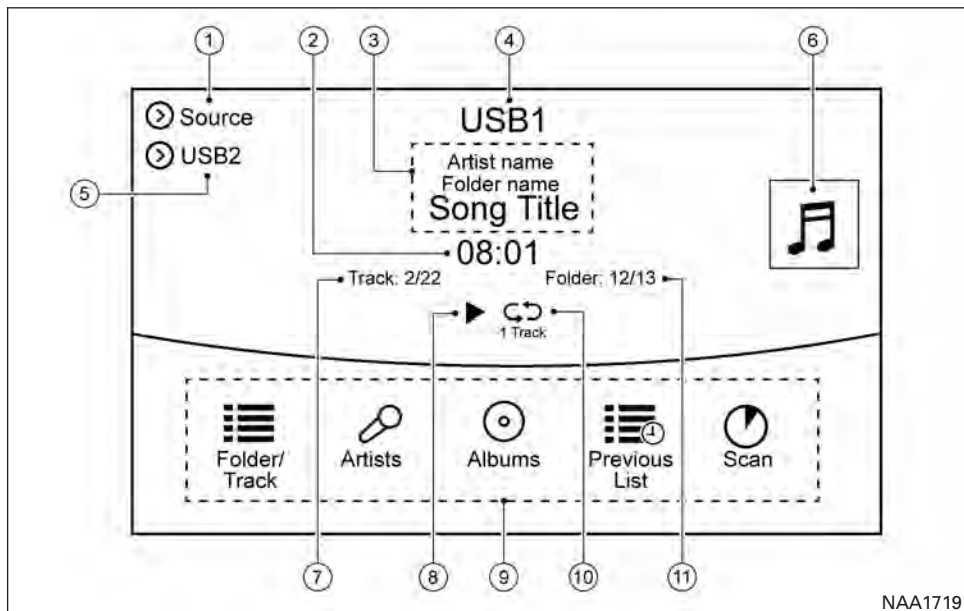 1 2 3 4 6
Source
USB1
USB2
Artist name
Folder name
Song Title
5
08:01
Track: 2/22 Folder: 12/13
1 Track
Folder/ Artists Albums Previous Scan
Track List
7 8 9 10 11
NAA1719